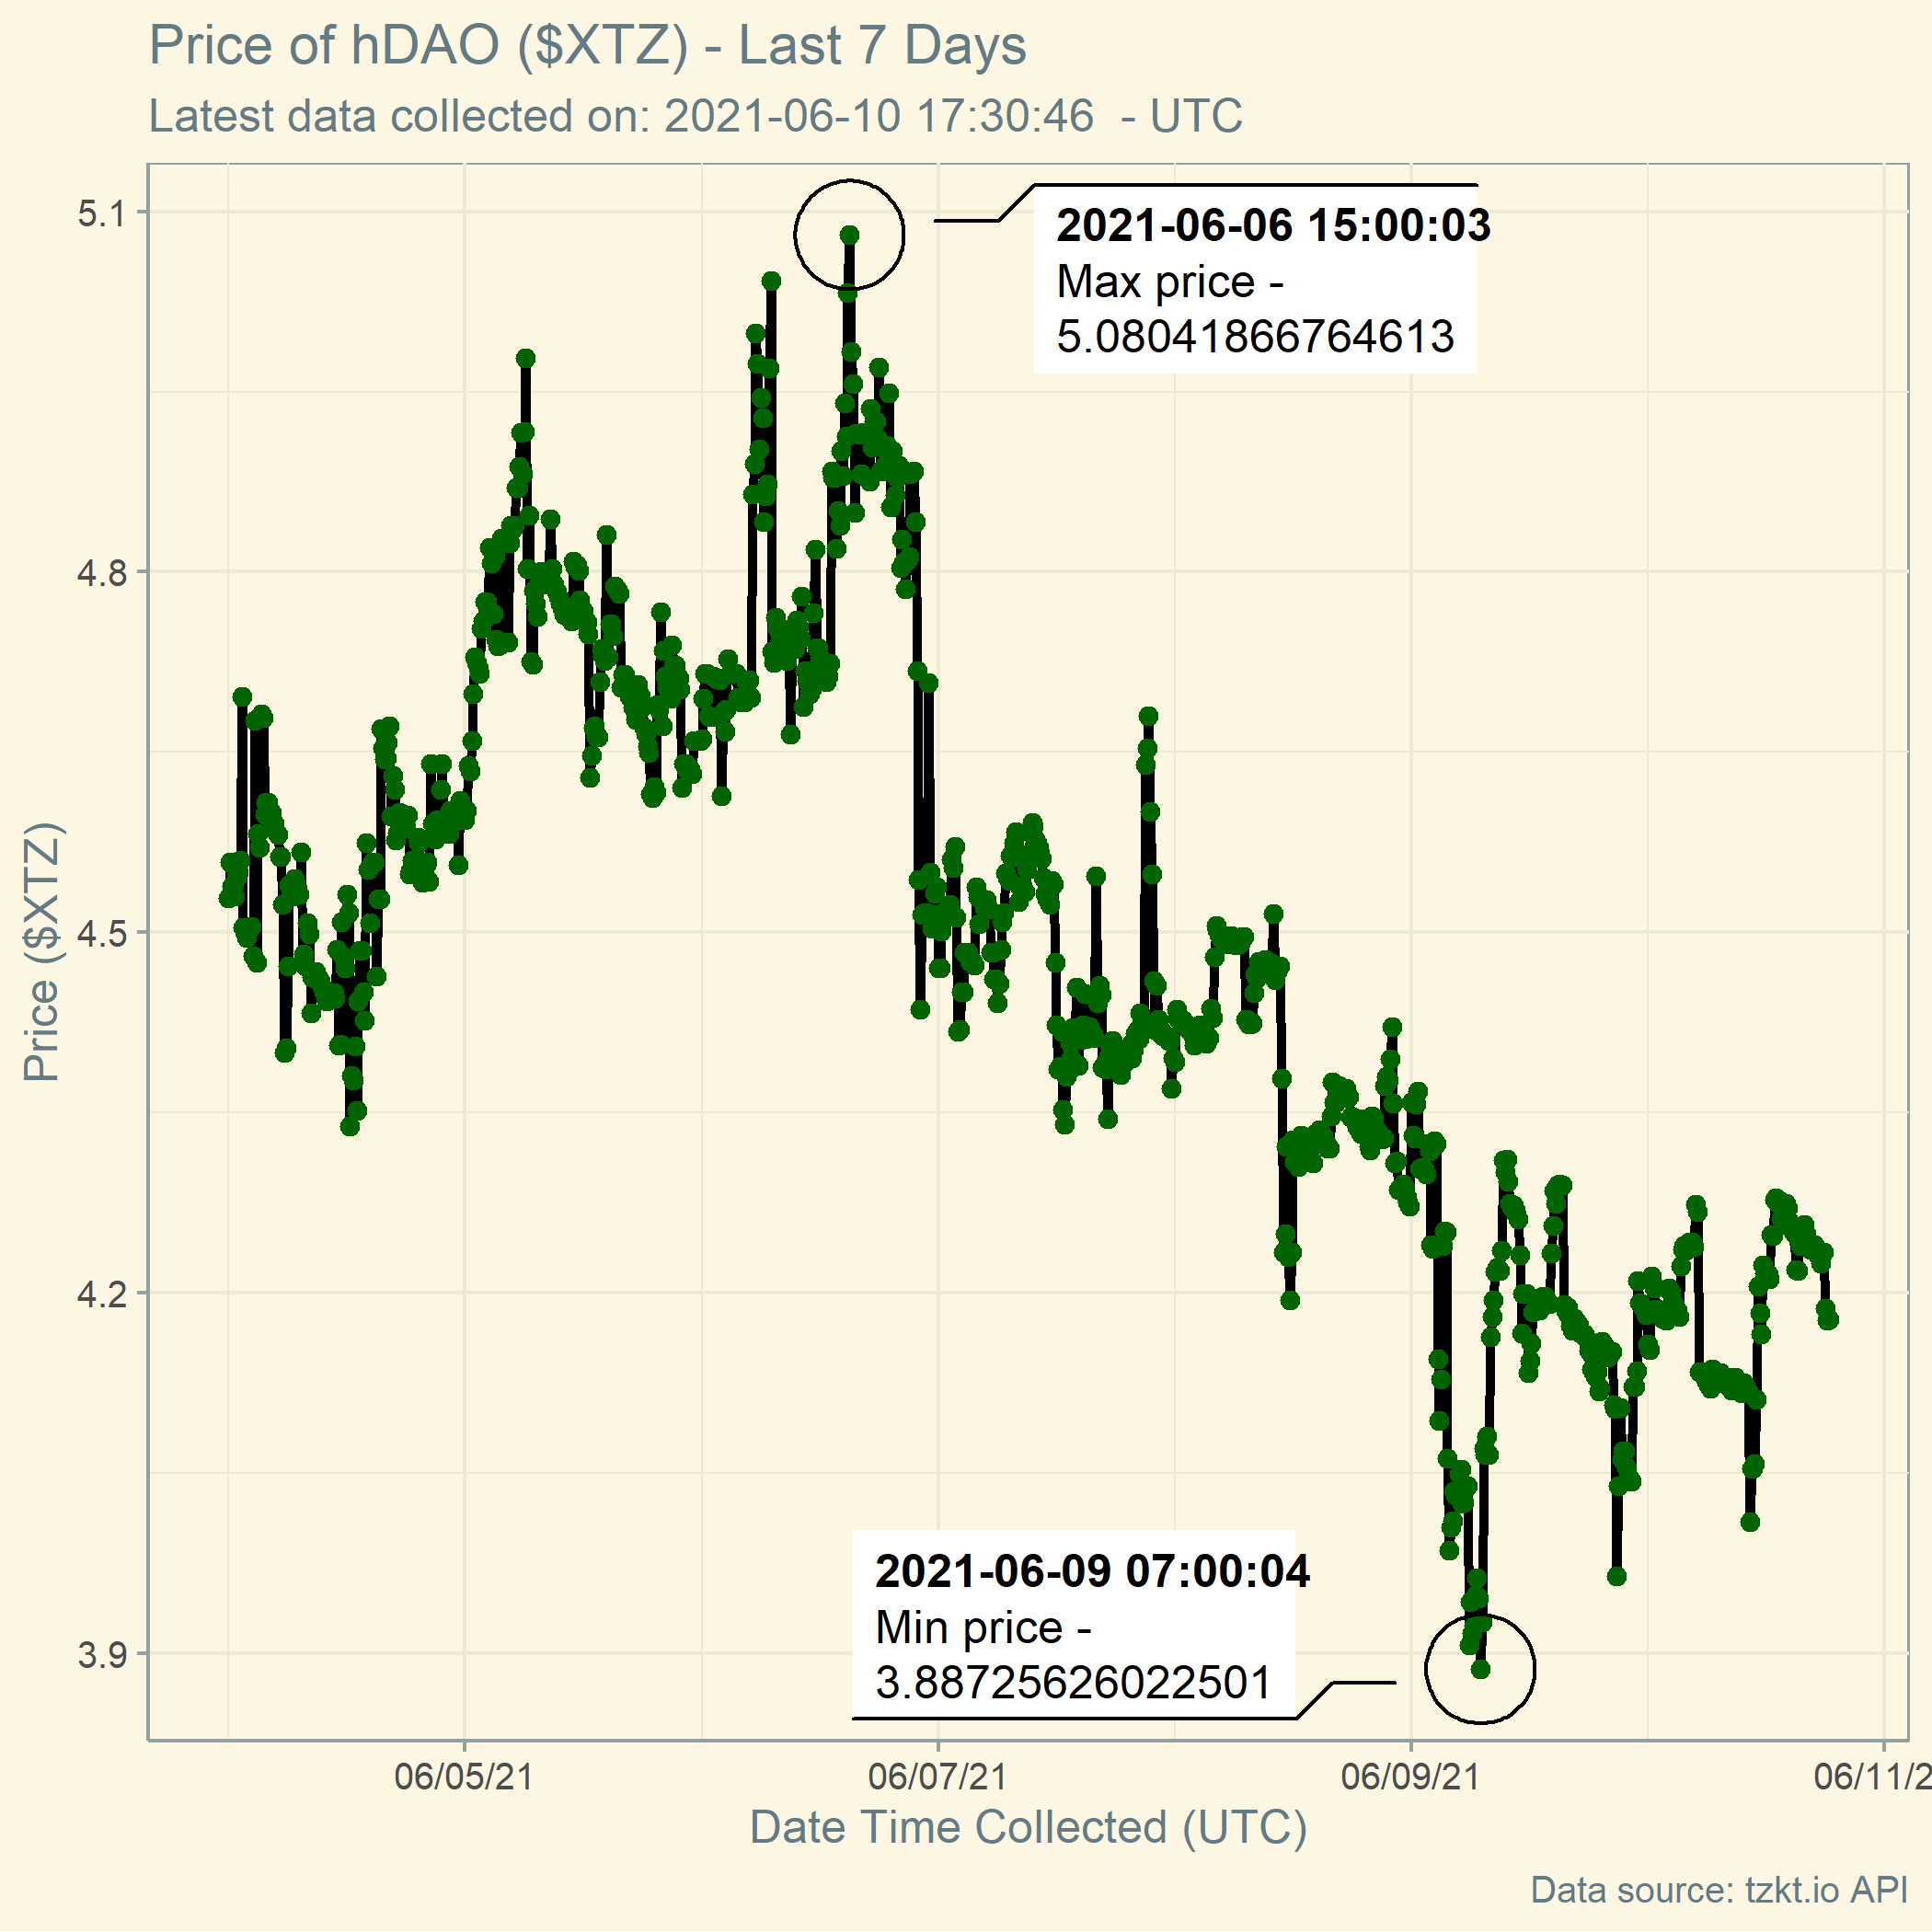 Price of hDAO ($XTZ) - Last 7 Days
Latest data collected on: 2021-06-10 17:30:46  - UTC
Price ($XTZ)
5.1
4.8
4.5
4.2
3.9
2021-06-06 15:00:03
Max price -
5.08041866764613
2021-06-09 07:00:04
Min price -
3.88725626022501
06/05/21
06/07/21
06/09/21
06/11/2
Date Time Collected (UTC)
Data source: tzkt.io API